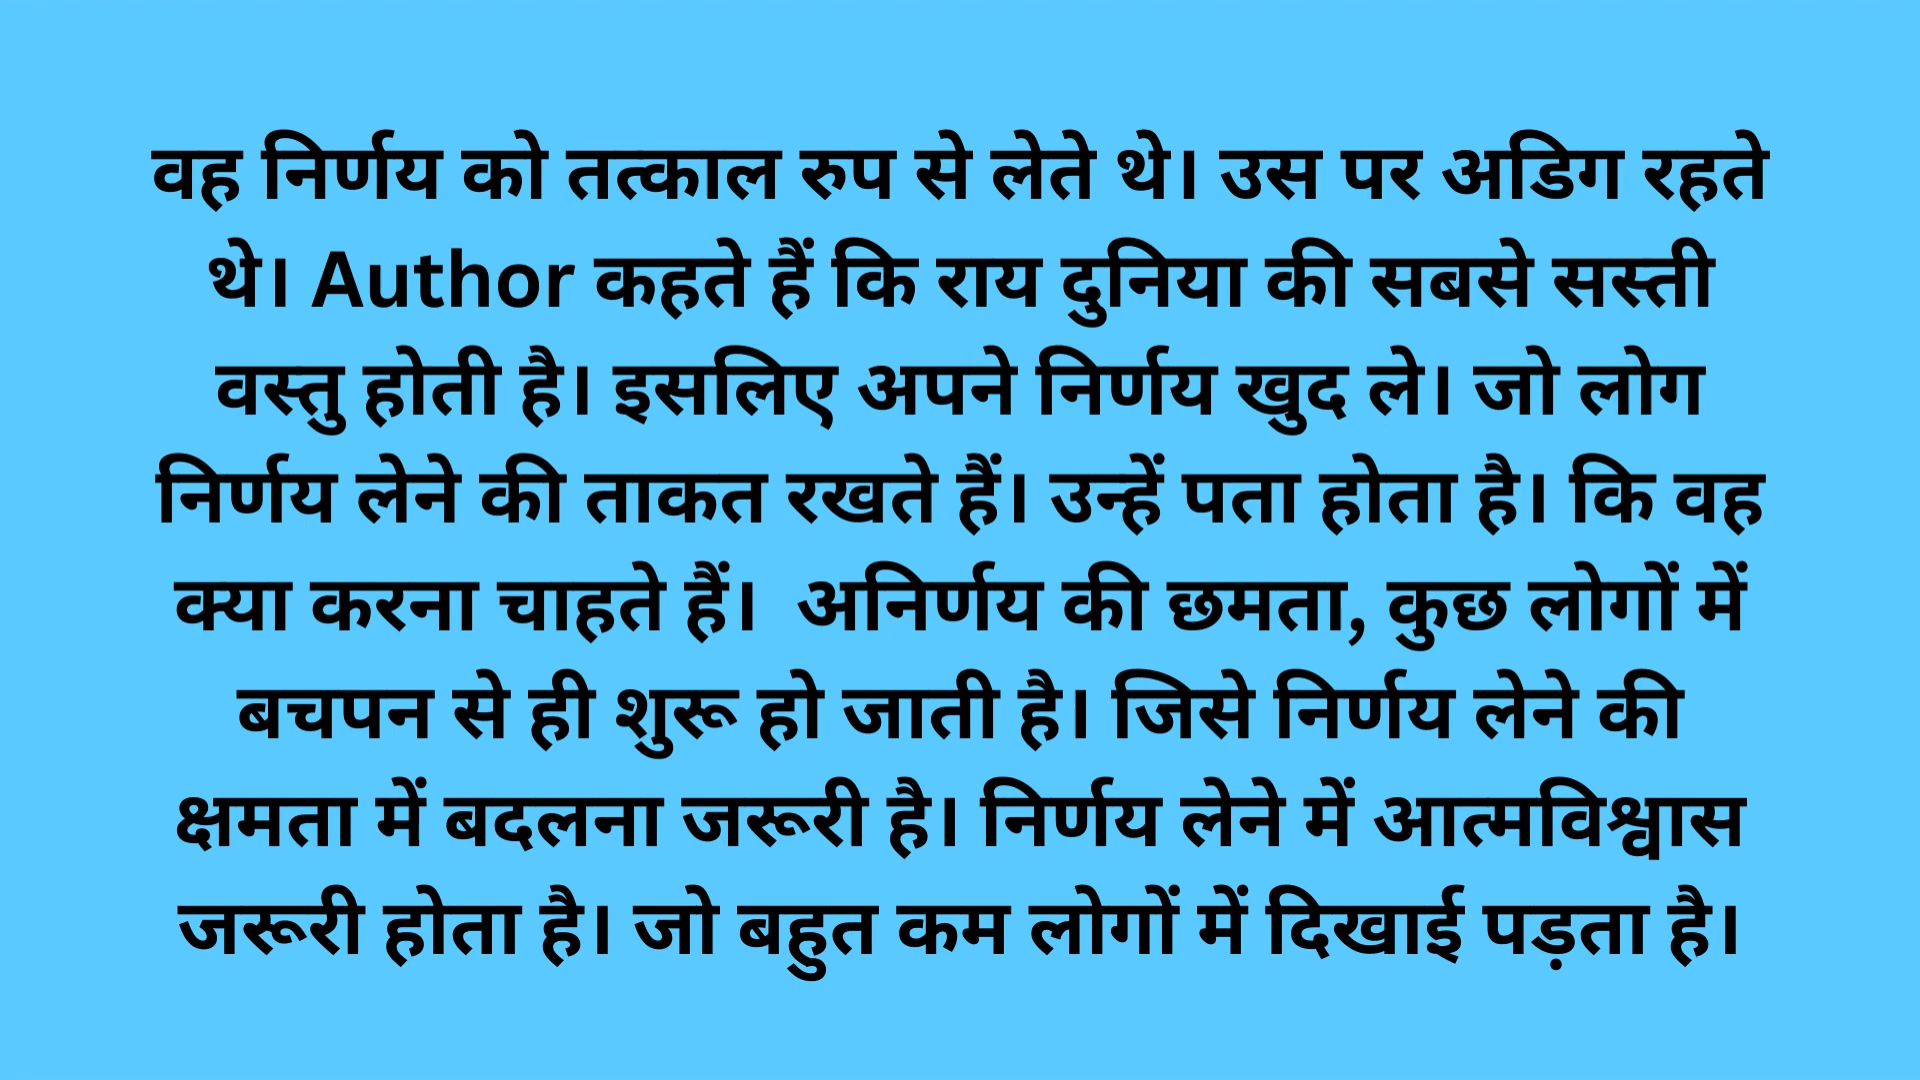 वह निर्णय को तत्काल रुप से लेते थे। उस पर अडिग रहते
थे। Author कहते हैं कि राय दुनिया की सबसे सस्ती
वस्तु होती है। इसलिए अपने निर्णय खुद ले। जो लोग
निर्णय लेने की ताकत रखते हैं। उन्हें पता होता है। कि वह
क्या करना चाहते हैं।  अनिर्णय की छमता, कुछ लोगों में
बचपन से ही शुरू हो जाती है। जिसे निर्णय लेने की
क्षमता में बदलना जरूरी है। निर्णय लेने में आत्मविश्वास
जरूरी होता है। जो बहुत कम लोगों में दिखाई पड़ता है।